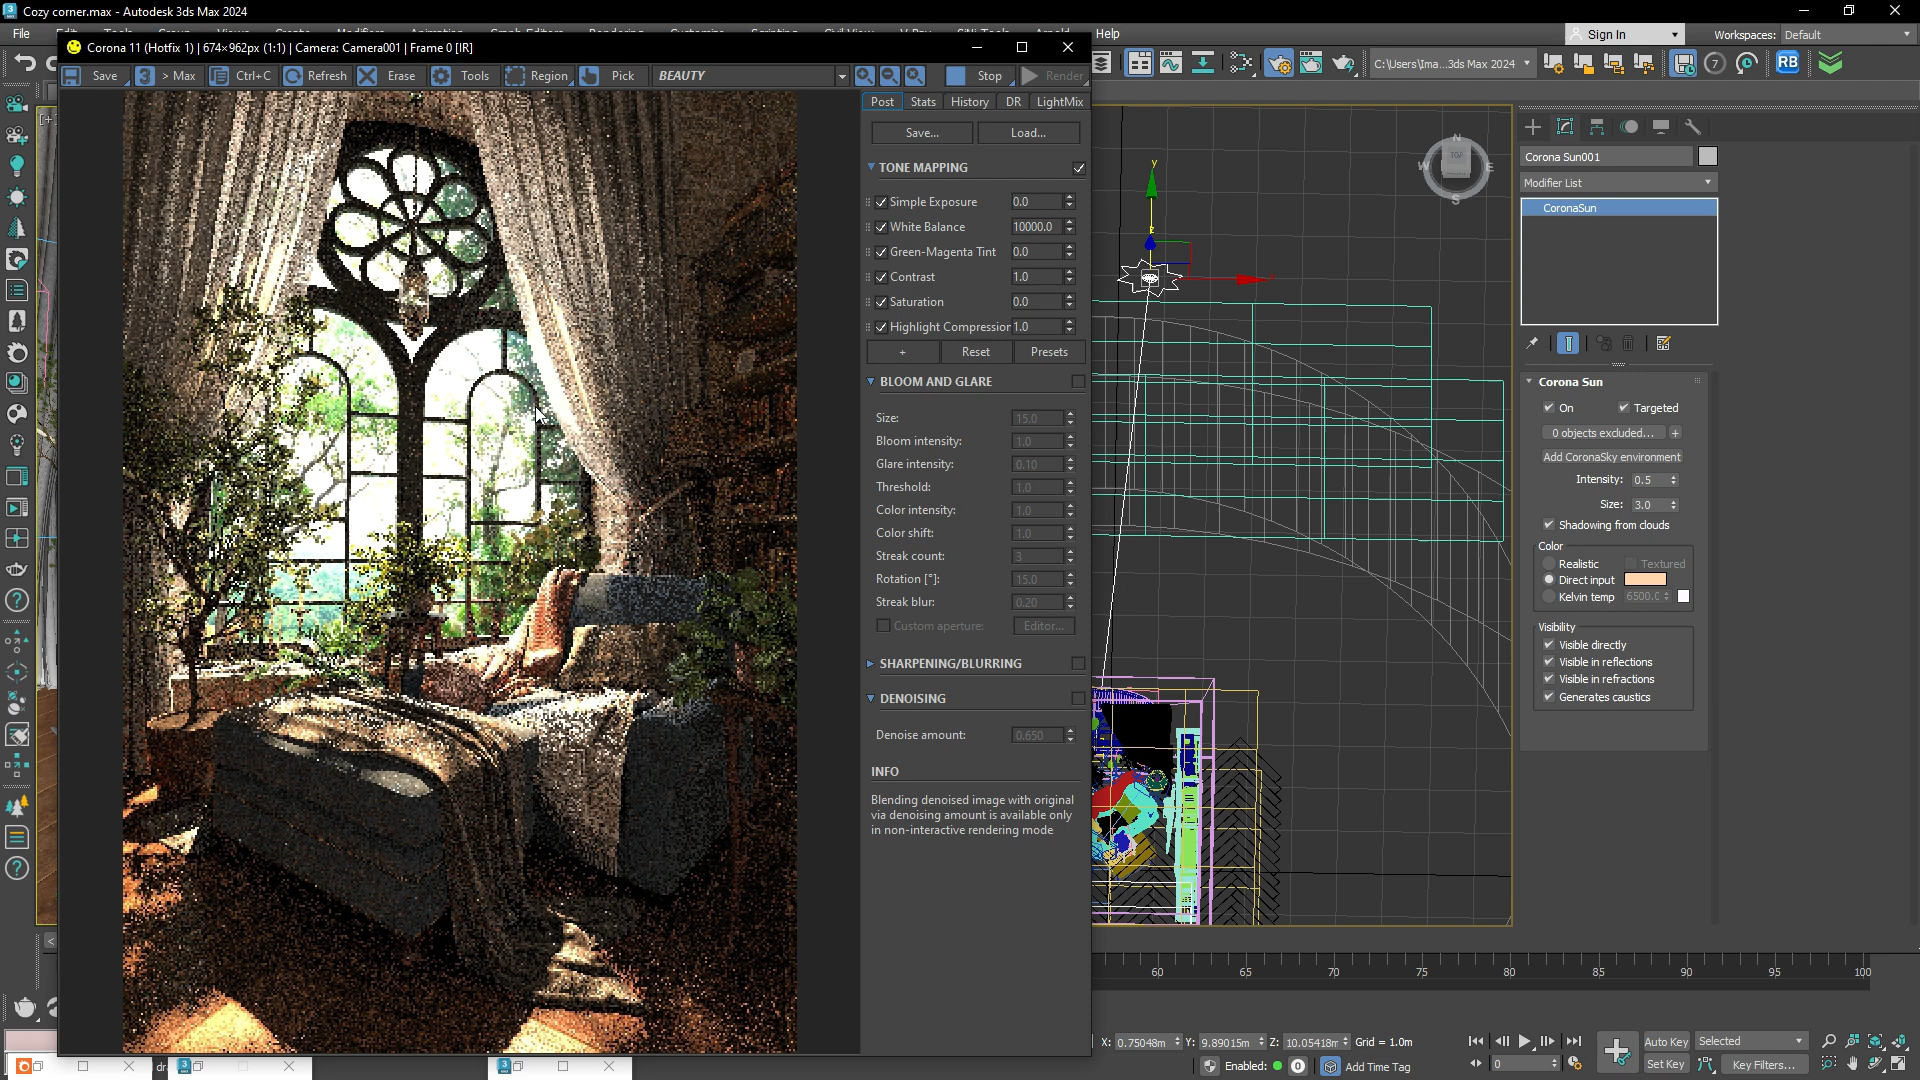 Cozy corner.max - Autodesk 3ds Max 2024
File
Help
Sign In
Workspaces: Default
Corona 11 (Hotfix 1) | 674×962px (1:1) | Camera: Camera001 | Frame 0 [IR]
Save
> Max
Ctrl+C
Refresh
Erase
Tools
Region
Pick
BEAUTY
Stop
Render
C:\Users\Ima...3ds Max 2024
7
RB
Post
Stats
History
DR
LightMix
Save...
Load...
TONE MAPPING
Simple Exposure 0.0
White Balance 10000.0
Green-Magenta Tint 0.0
Contrast 1.0
Saturation 0.0
Highlight Compression 1.0
+
Reset
Presets
BLOOM AND GLARE
Size: 15.0
Bloom intensity: 1.0
Glare intensity: 0.10
Threshold: 1.0
Color intensity: 1.0
Color shift: 1.0
Streak count: 3
Rotation [°]: 15.0
Streak blur: 0.20
Custom aperture: Editor...
SHARPENING/BLURRING
DENOISING
Denoise amount: 0.650
INFO
Blending denoised image with original
via denoising amount is available only
in non-interactive rendering mode
y
z
N
W TOP E
S
Corona Sun001
Modifier List
CoronaSun
Corona Sun
On
Targeted
0 objects excluded...
+
Add CoronaSky environment
Intensity: 0.5
Size: 3.0
Shadowing from clouds
Color
Realistic
Textured
Direct input
Kelvin temp 6500.0
Visibility
Visible directly
Visible in reflections
Visible in refractions
Generates caustics
60 65 70 75 80 85 90 95 100
X: 0.75048m Y: 9.89015m Z: 10.05418m Grid = 1.0m
Enabled: 0
Add Time Tag
0
Auto Key
Selected
Set Key
Key Filters...